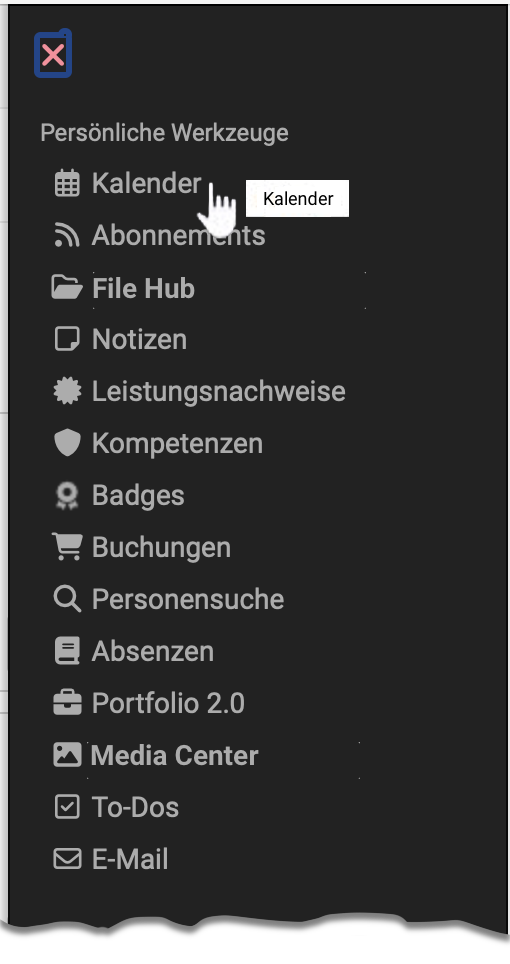 Persönliche Werkzeuge
Kalender
Kalender
Abonnements
File Hub
Notizen
Leistungsnachweise
Kompetenzen
Badges
Buchungen
Personensuche
Absenzen
Portfolio 2.0
Media Center
To-Dos
E-Mail